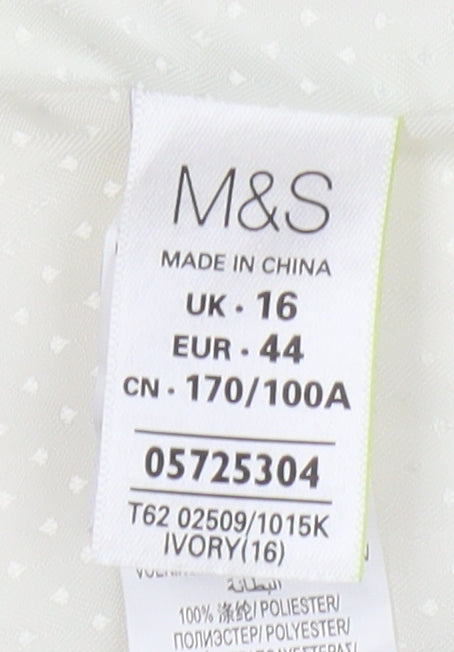 M&S
MADE IN CHINA
UK · 16
EUR · 44
CN · 170/100A
05725304
T62 02509/1015K
IVORY(16)
البطانة
100% 涤纶/ POLIESTER/
ПОЛИЭСТЕР/ POLYESTER/